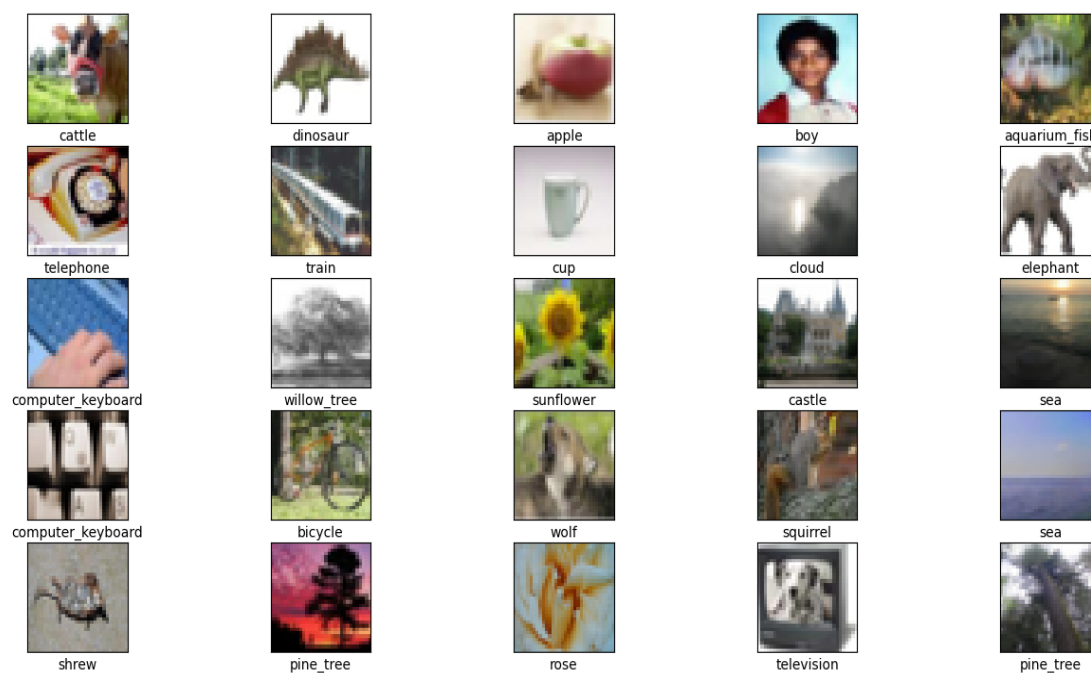 cattle dinosaur apple boy aquarium_fish
telephone train cup cloud elephant
computer_keyboard willow_tree sunflower castle sea
computer_keyboard bicycle wolf squirrel sea
shrew pine_tree rose television pine_tree